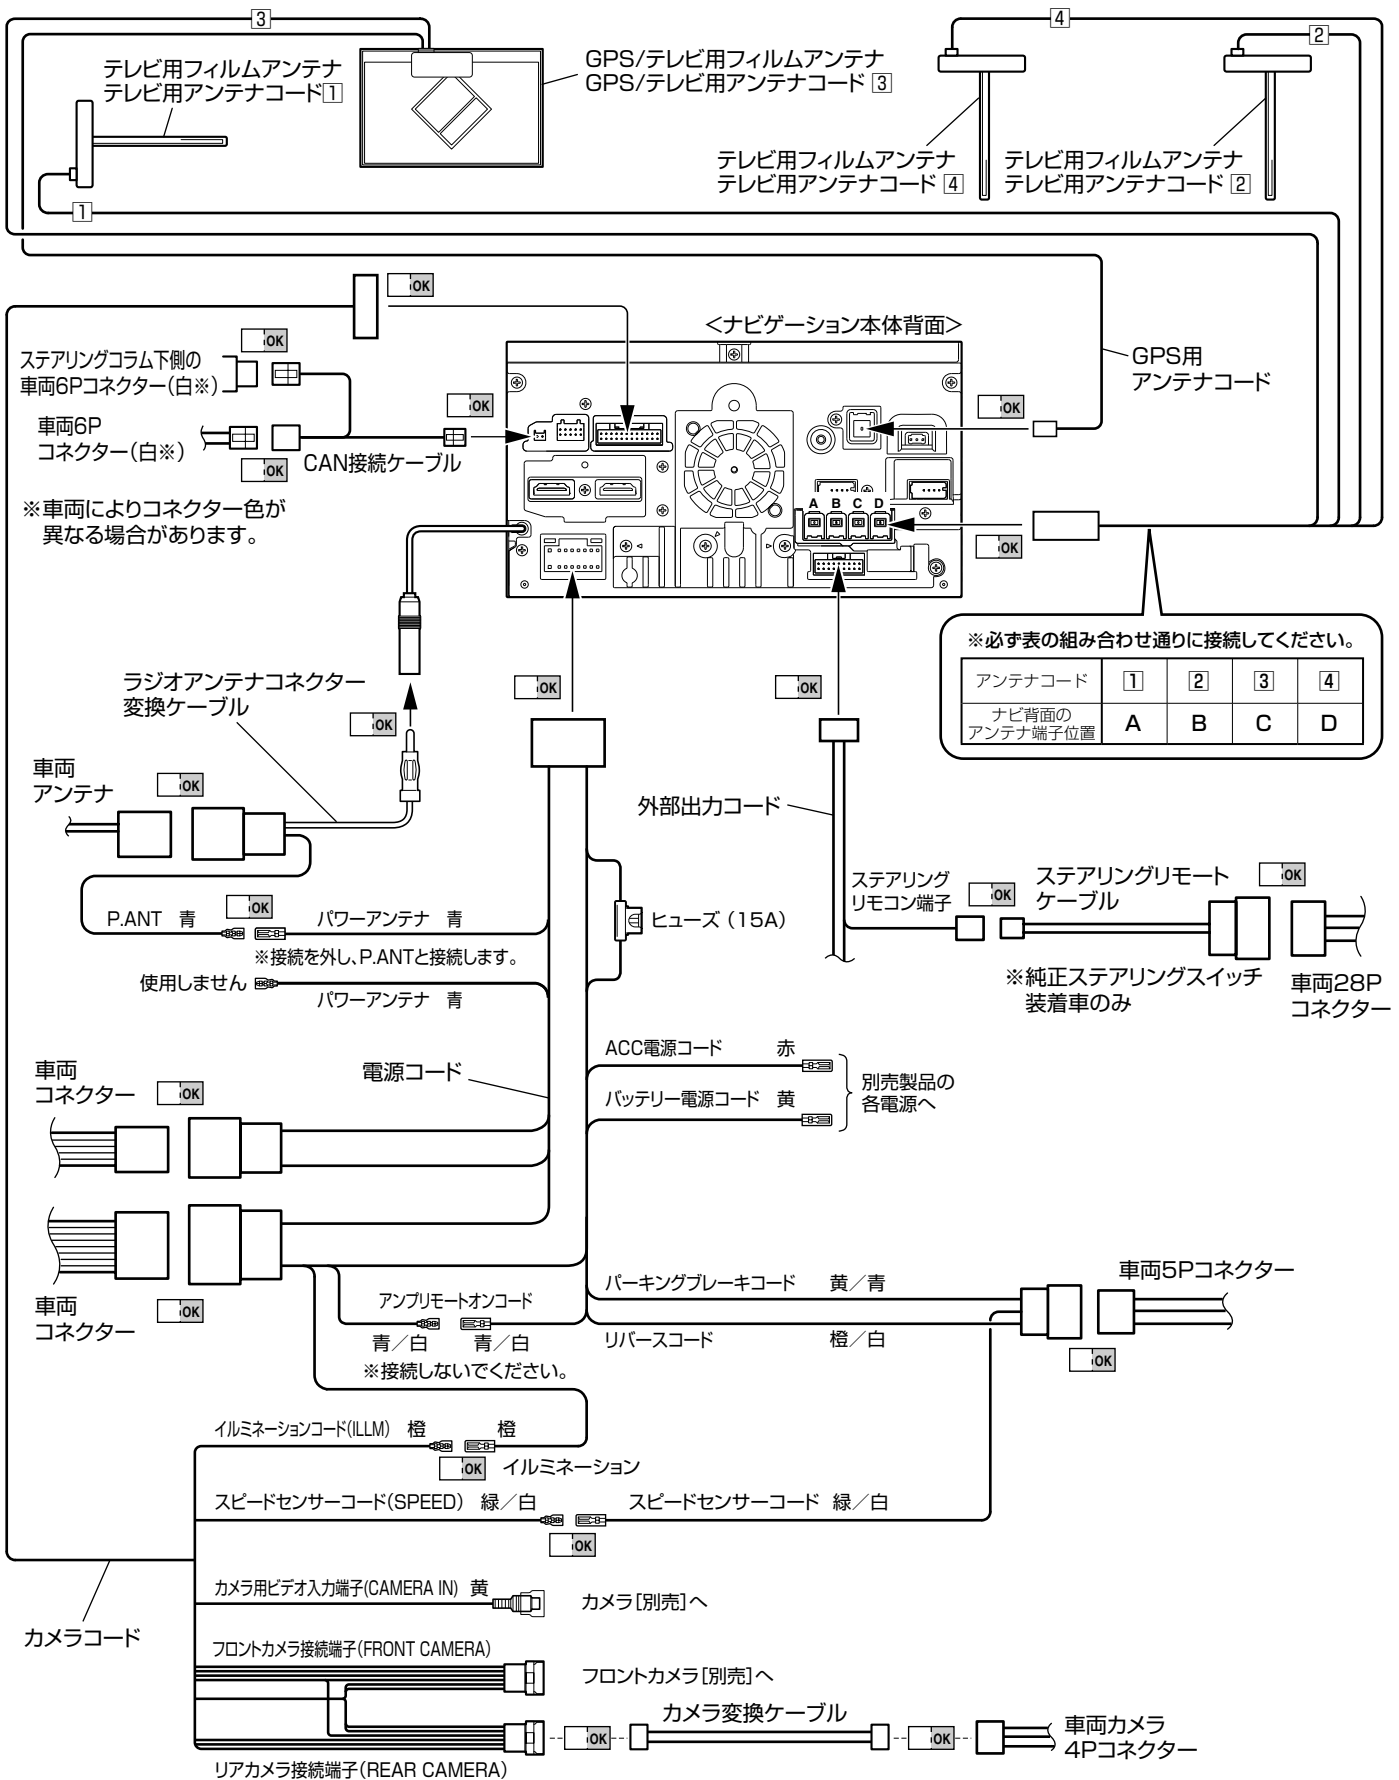 3
4
2
テレビ用フィルムアンテナ
テレビ用アンテナコード1
GPS/テレビ用フィルムアンテナ
GPS/テレビ用アンテナコード 3
テレビ用フィルムアンテナ
テレビ用アンテナコード 4
テレビ用フィルムアンテナ
テレビ用アンテナコード 2
1
OK
<ナビゲーション本体背面>
OK
ステアリングコラム下側の
車両6Pコネクター(白※)
OK
OK
GPS用
アンテナコード
車両6P
コネクター(白※)
OK
CAN接続ケーブル
※車両によりコネクター色が
異なる場合があります。
A B C D
OK
※必ず表の組み合わせ通りに接続してください。
アンテナコード 1 2 3 4
ナビ背面の
アンテナ端子位置
A B C D
ラジオアンテナコネクター
変換ケーブル
OK
OK
OK
車両
アンテナ
OK
外部出力コード
P.ANT 青
OK
パワーアンテナ 青
※接続を外し、P.ANTと接続します。
使用しません
パワーアンテナ 青
ヒューズ (15A)
ステアリング
リモコン端子
OK
ステアリングリモート
ケーブル
OK
※純正ステアリングスイッチ
装着車のみ
車両28P
コネクター
車両
コネクター
OK
電源コード
ACC電源コード 赤
バッテリー電源コード 黄
別売製品の
各電源へ
車両
コネクター
OK
アンプリモートオンコード
青/白 青/白
※接続しないでください。
パーキングブレーキコード 黄/青
リバースコード 橙/白
車両5Pコネクター
OK
イルミネーションコード(ILLM) 橙 橙
OK
イルミネーション
スピードセンサーコード(SPEED) 緑/白
スピードセンサーコード 緑/白
OK
カメラ用ビデオ入力端子(CAMERA IN) 黄
カメラ[別売]へ
カメラコード
フロントカメラ接続端子(FRONT CAMERA)
フロントカメラ[別売]へ
カメラ変換ケーブル
OK
OK
車両カメラ
4Pコネクター
リアカメラ接続端子(REAR CAMERA)